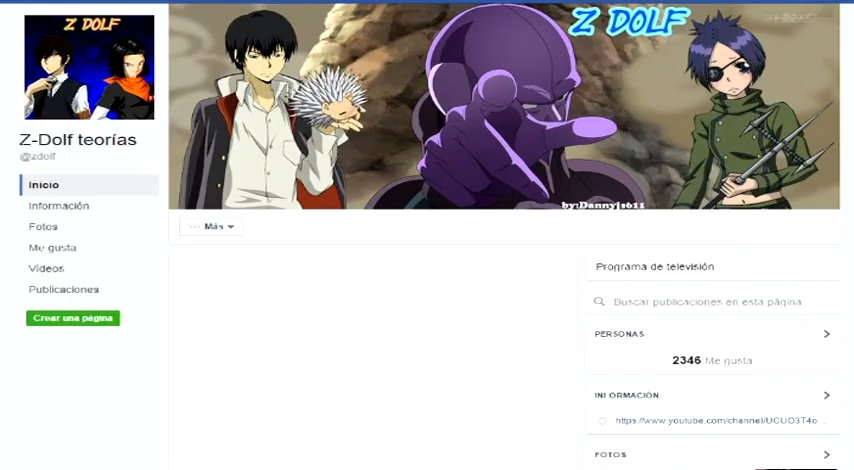 Z DOLF
Z-Dolf teorías
@zdolf
Inicio
Información
Fotos
Me gusta
Vídeos
Publicaciones
Crear una página
Z DOLF
by:Dannyjs611
··· Más
Programa de televisión
Buscar publicaciones en esta página
PERSONAS
2346 Me gusta
INFORMACIÓN
https://www.youtube.com/channel/UCUO3T4o...
FOTOS